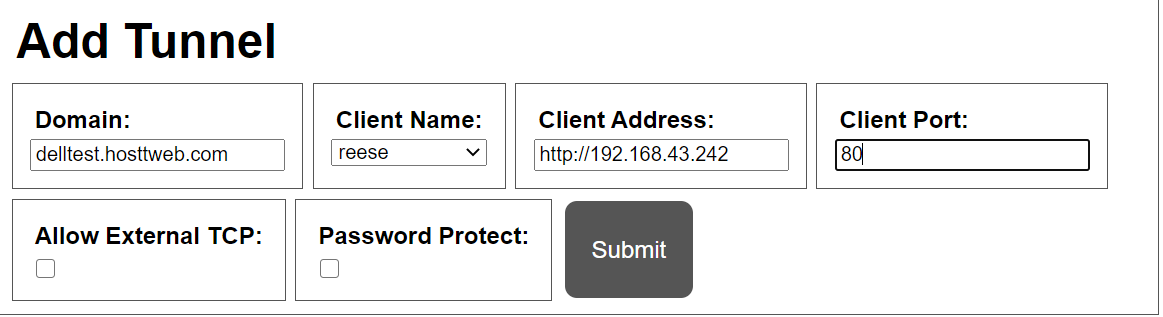 Add Tunnel
Domain: Client Name: Client Address: Client Port:
delltest.hosttweb.com reese http://192.168.43.242 80
Allow External TCP: Password Protect: Submit